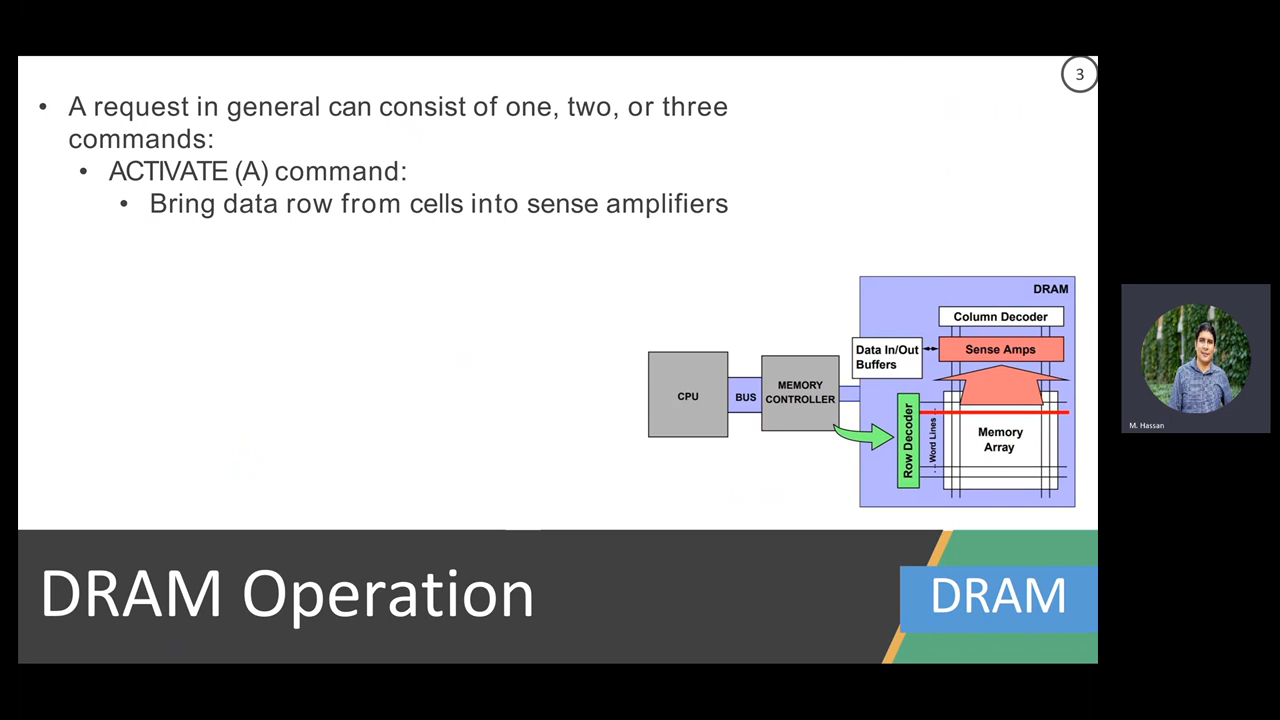 3
• A request in general can consist of one, two, or three
commands:
• ACTIVATE (A) command:
• Bring data row from cells into sense amplifiers
DRAM
Column Decoder
Data In/Out
Buffers
Sense Amps
CPU
BUS
MEMORY
CONTROLLER
Row Decoder
. . Word Lines . .
Memory
Array
M. Hassan
DRAM Operation
DRAM